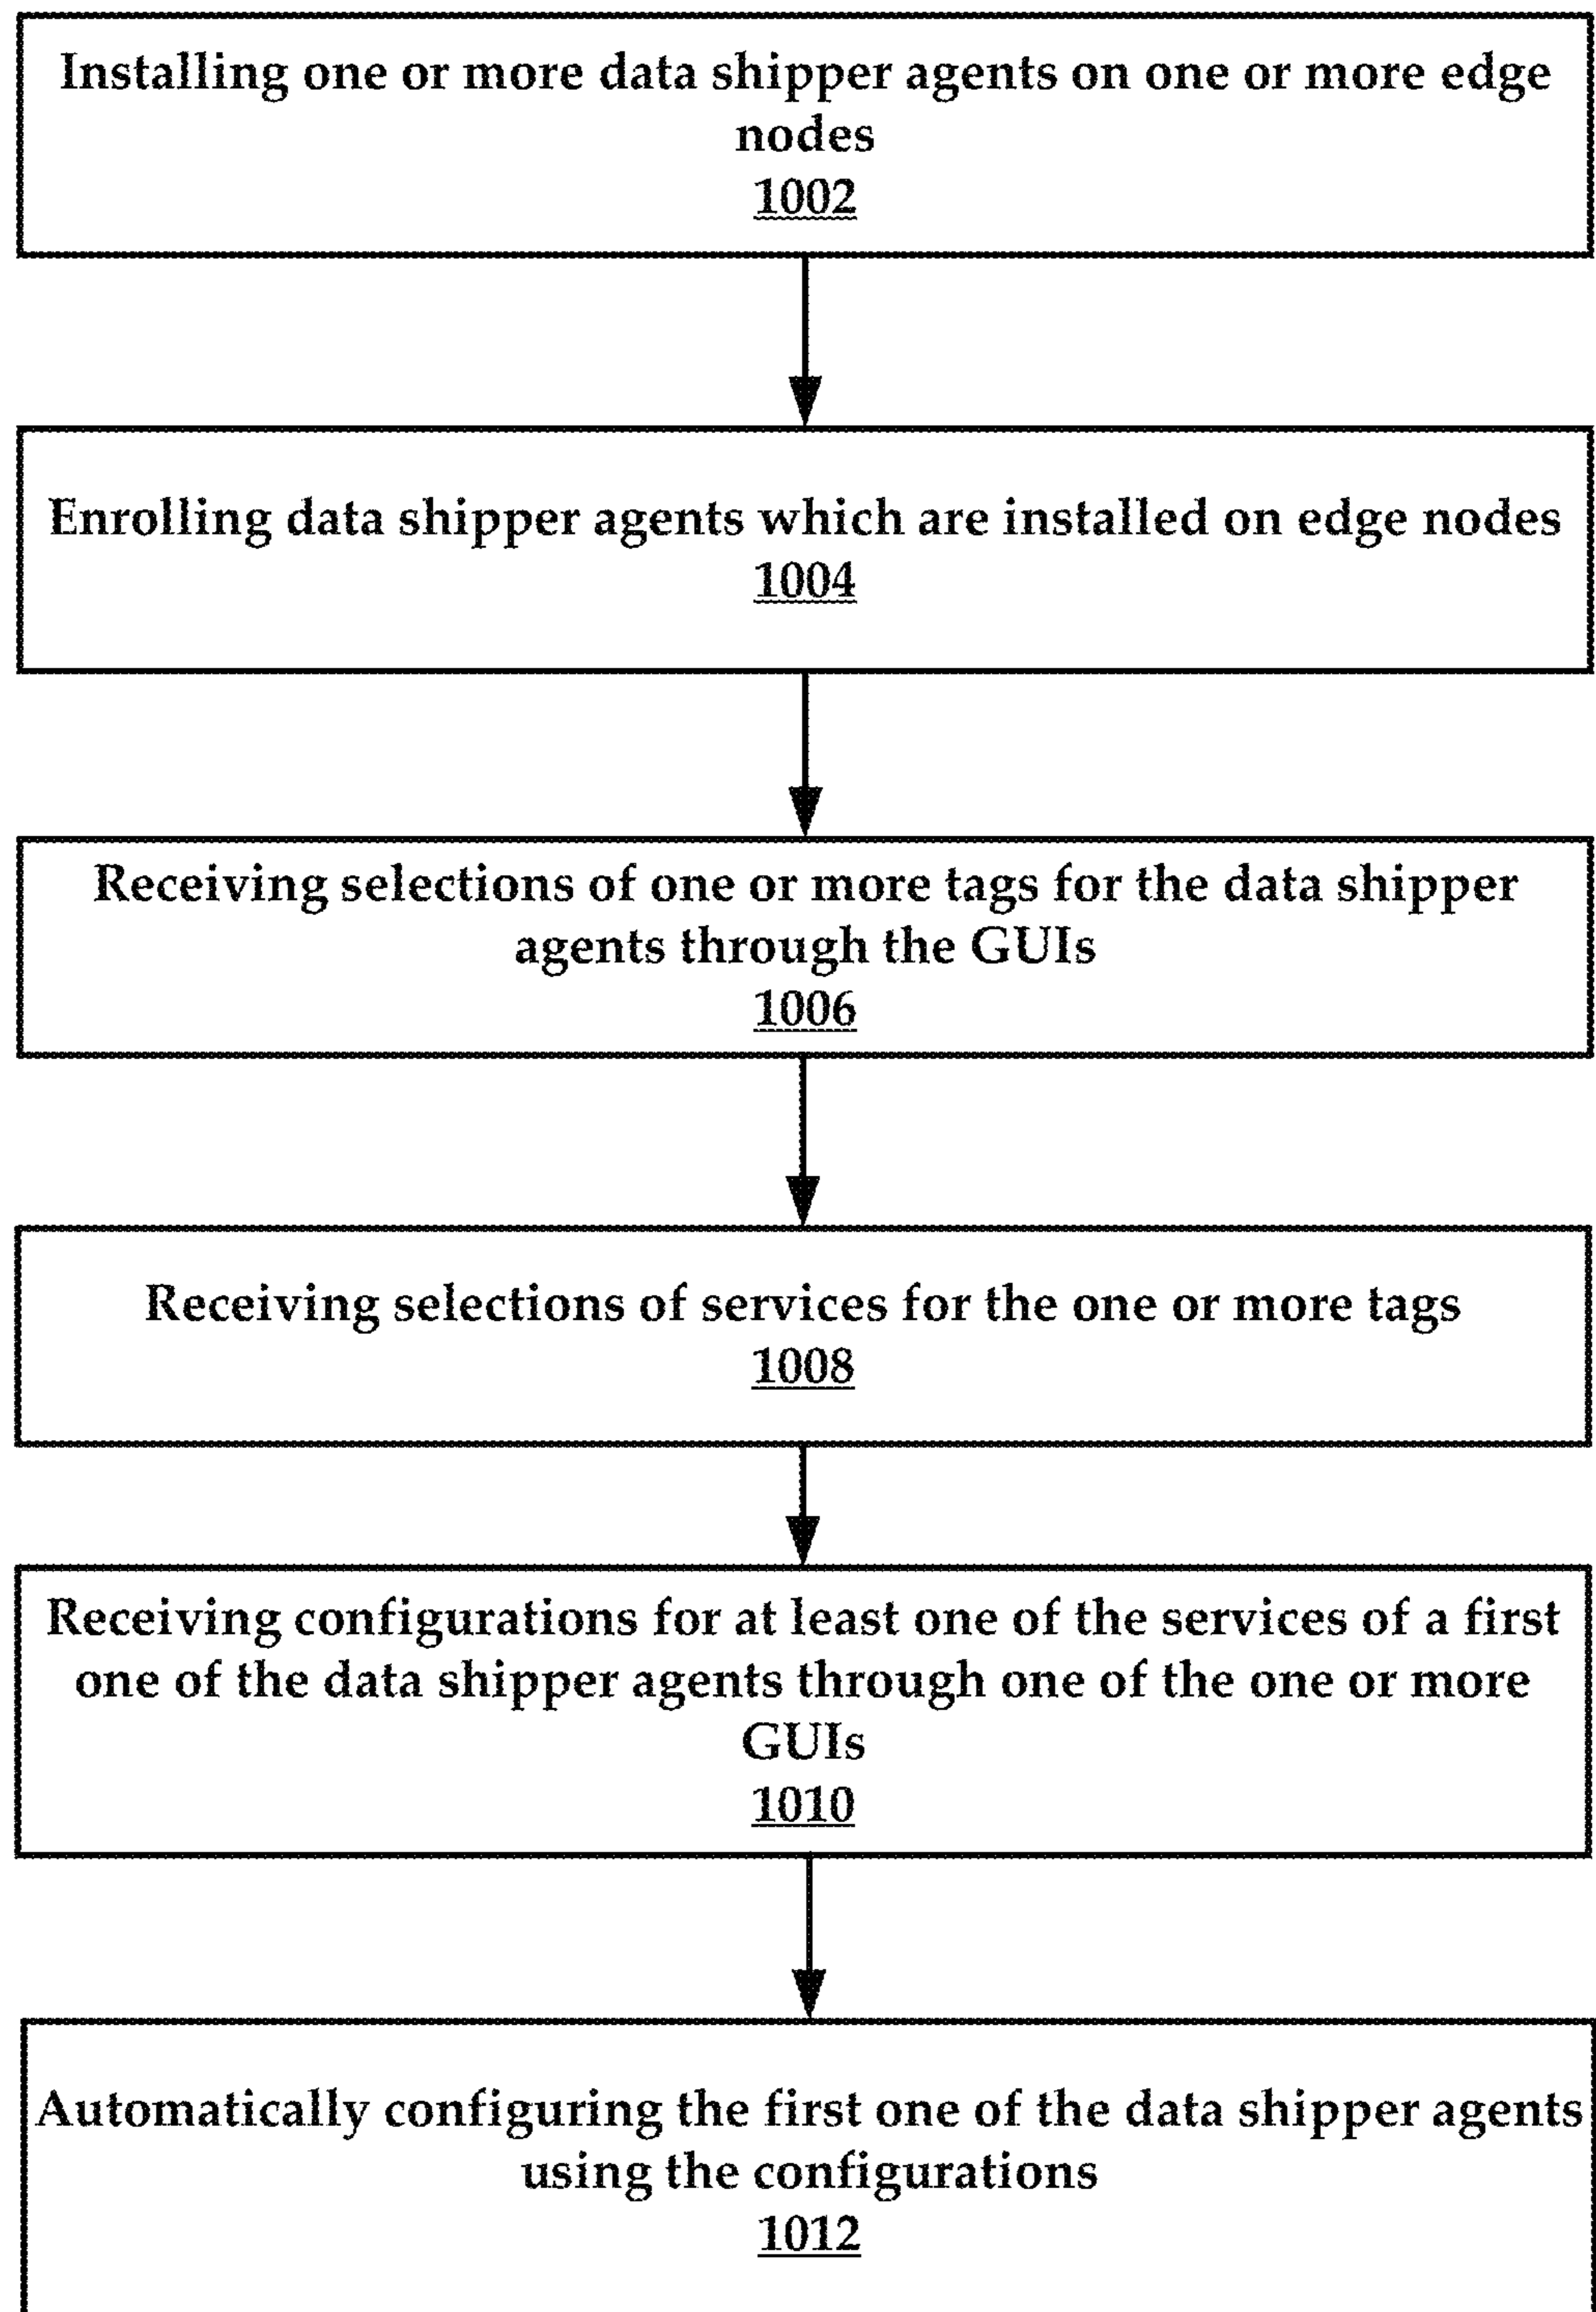 Installing one or more data shipper agents on one or more edge
nodes
1002
Enrolling data shipper agents which are installed on edge nodes
1004
Receiving selections of one or more tags for the data shipper
agents through the GUIs
1006
Receiving selections of services for the one or more tags
1008
Receiving configurations for at least one of the services of a first
one of the data shipper agents through one of the one or more
GUIs
1010
Automatically configuring the first one of the data shipper agents
using the configurations
1012